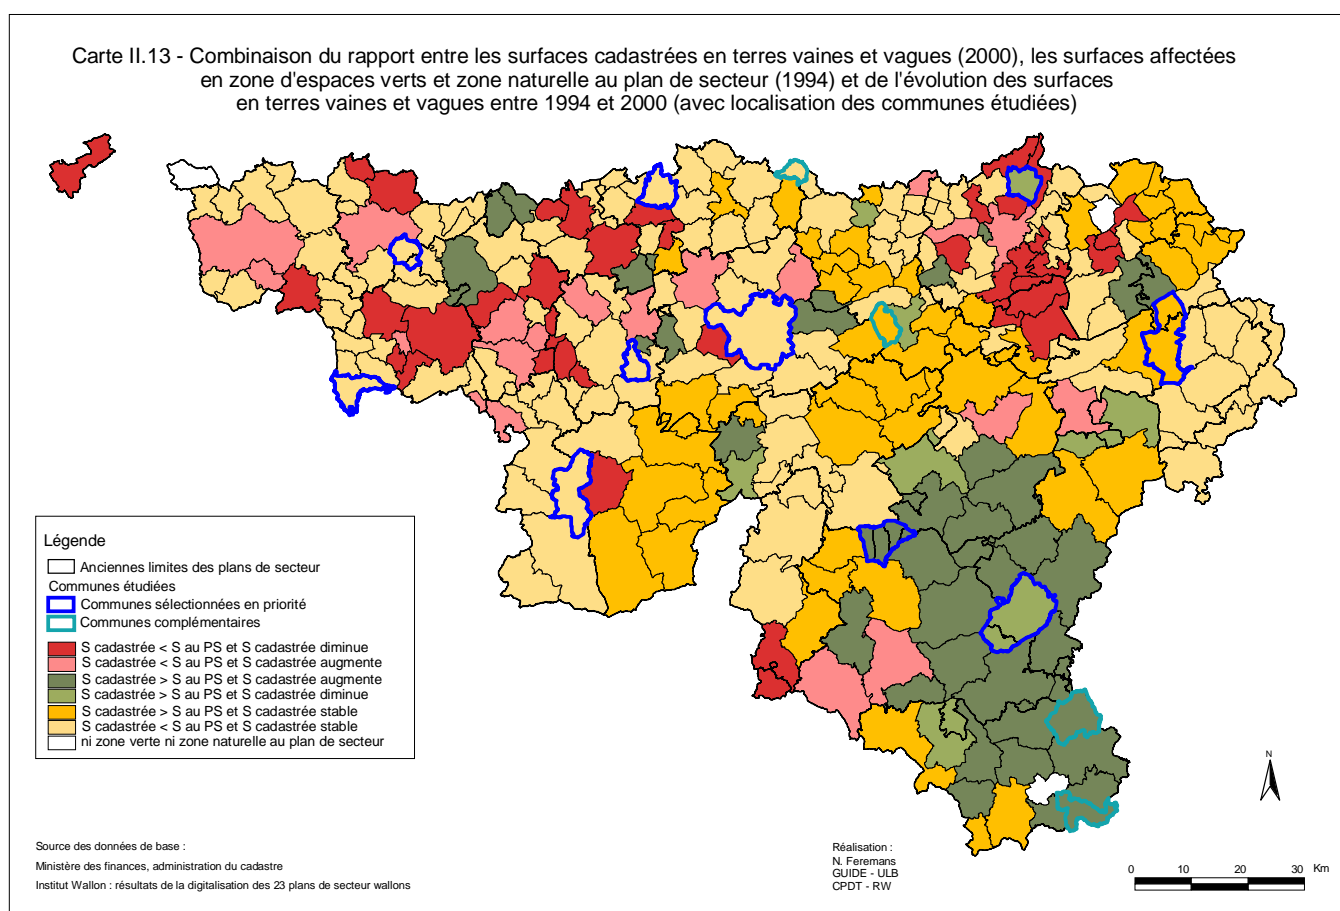 Carte II.13 - Combinaison du rapport entre les surfaces cadastrées en terres vaines et vagues (2000), les surfaces affectées
en zone d'espaces verts et zone naturelle au plan de secteur (1994) et de l'évolution des surfaces
en terres vaines et vagues entre 1994 et 2000 (avec localisation des communes étudiées)
Légende
Anciennes limites des plans de secteur
Communes étudiées
Communes sélectionnées en priorité
Communes complémentaires
S cadastrée < S au PS et S cadastrée diminue
S cadastrée < S au PS et S cadastrée augmente
S cadastrée > S au PS et S cadastrée augmente
S cadastrée > S au PS et S cadastrée diminue
S cadastrée > S au PS et S cadastrée stable
S cadastrée < S au PS et S cadastrée stable
ni zone verte ni zone naturelle au plan de secteur
N
Source des données de base :
Ministère des finances, administration du cadastre
Institut Wallon : résultats de la digitalisation des 23 plans de secteur wallons
Réalisation :
N. Feremans
GUIDE - ULB
CPDT - RW
0 10 20 30 Km